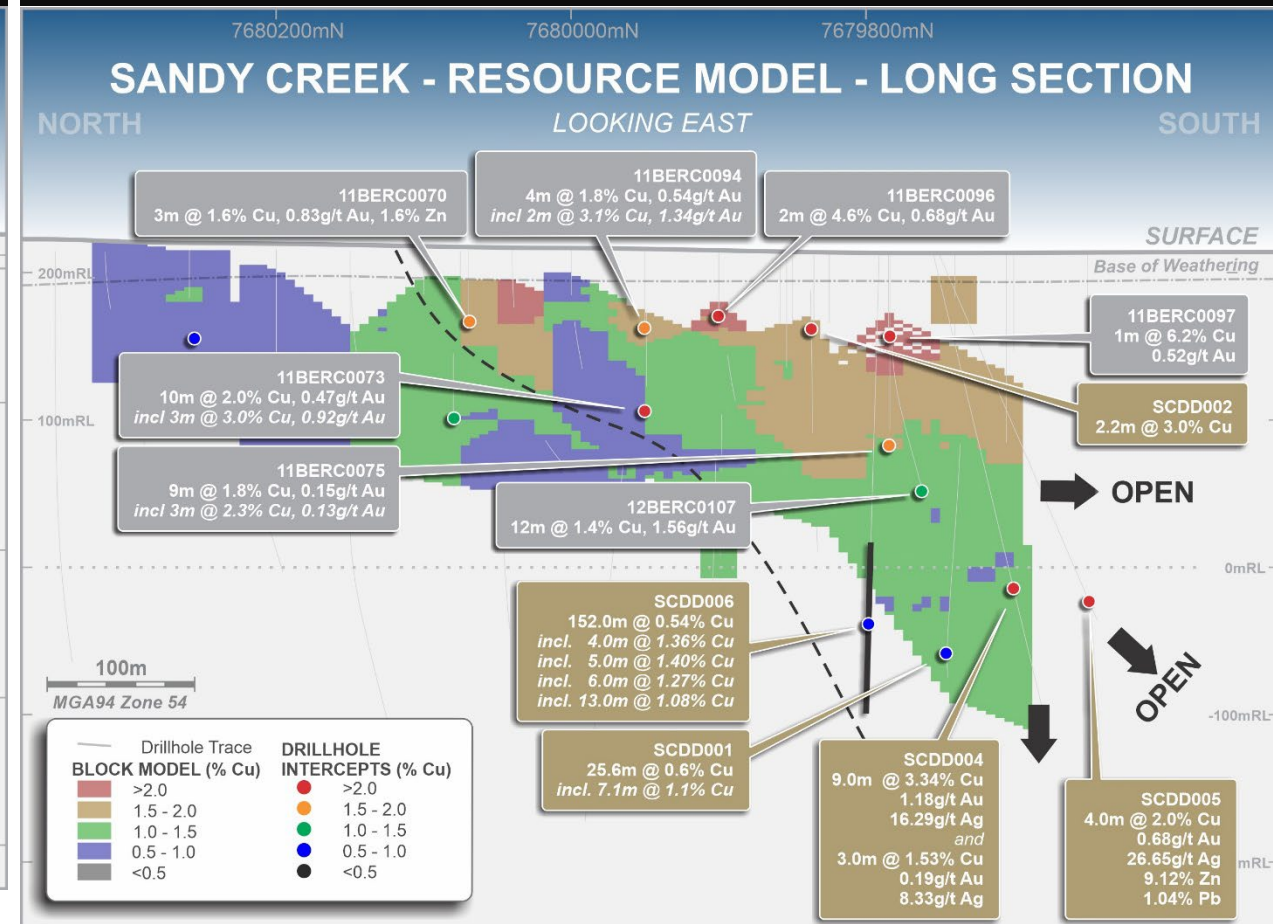 7680200mN
7680000mN
7679800mN
SANDY CREEK - RESOURCE MODEL - LONG SECTION
NORTH
LOOKING EAST
SOUTH
11BERC0070
3m @ 1.6% Cu, 0.83g/t Au, 1.6% Zn
11BERC0094
4m @ 1.8% Cu, 0.54g/t Au
incl 2m @ 3.1% Cu, 1.34g/t Au
11BERC0096
2m @ 4.6% Cu, 0.68g/t Au
SURFACE
Base of Weathering
200mRL
11BERC0097
1m @ 6.2% Cu
0.52g/t Au
11BERC0073
10m @ 2.0% Cu, 0.47g/t Au
incl 3m @ 3.0% Cu, 0.92g/t Au
SCDD002
2.2m @ 3.0% Cu
100mRL
11BERC0075
9m @ 1.8% Cu, 0.15g/t Au
incl 3m @ 2.3% Cu, 0.13g/t Au
12BERC0107
12m @ 1.4% Cu, 1.56g/t Au
OPEN
0mRL
SCDD006
152.0m @ 0.54% Cu
incl. 4.0m @ 1.36% Cu
incl. 5.0m @ 1.40% Cu
incl. 6.0m @ 1.27% Cu
incl. 13.0m @ 1.08% Cu
OPEN
100m
MGA94 Zone 54
-100mRL
SCDD001
25.6m @ 0.6% Cu
incl. 7.1m @ 1.1% Cu
SCDD004
9.0m @ 3.34% Cu
1.18g/t Au
16.29g/t Ag
and
3.0m @ 1.53% Cu
0.19g/t Au
8.33g/t Ag
SCDD005
4.0m @ 2.0% Cu
0.68g/t Au
26.65g/t Ag
9.12% Zn
1.04% Pb
mRL
Drillhole Trace
BLOCK MODEL (% Cu)
>2.0
1.5 - 2.0
1.0 - 1.5
0.5 - 1.0
<0.5
DRILLHOLE
INTERCEPTS (% Cu)
>2.0
1.5 - 2.0
1.0 - 1.5
0.5 - 1.0
<0.5